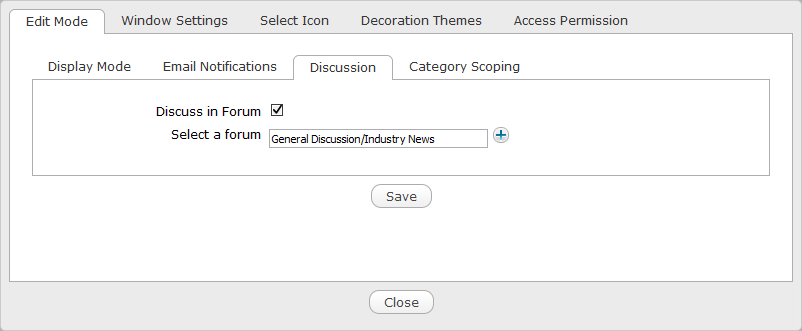 Edit Mode Window Settings Select Icon Decoration Themes Access Permission
Display Mode Email Notifications Discussion Category Scoping
Discuss in Forum
Select a forum General Discussion/Industry News
Save
Close